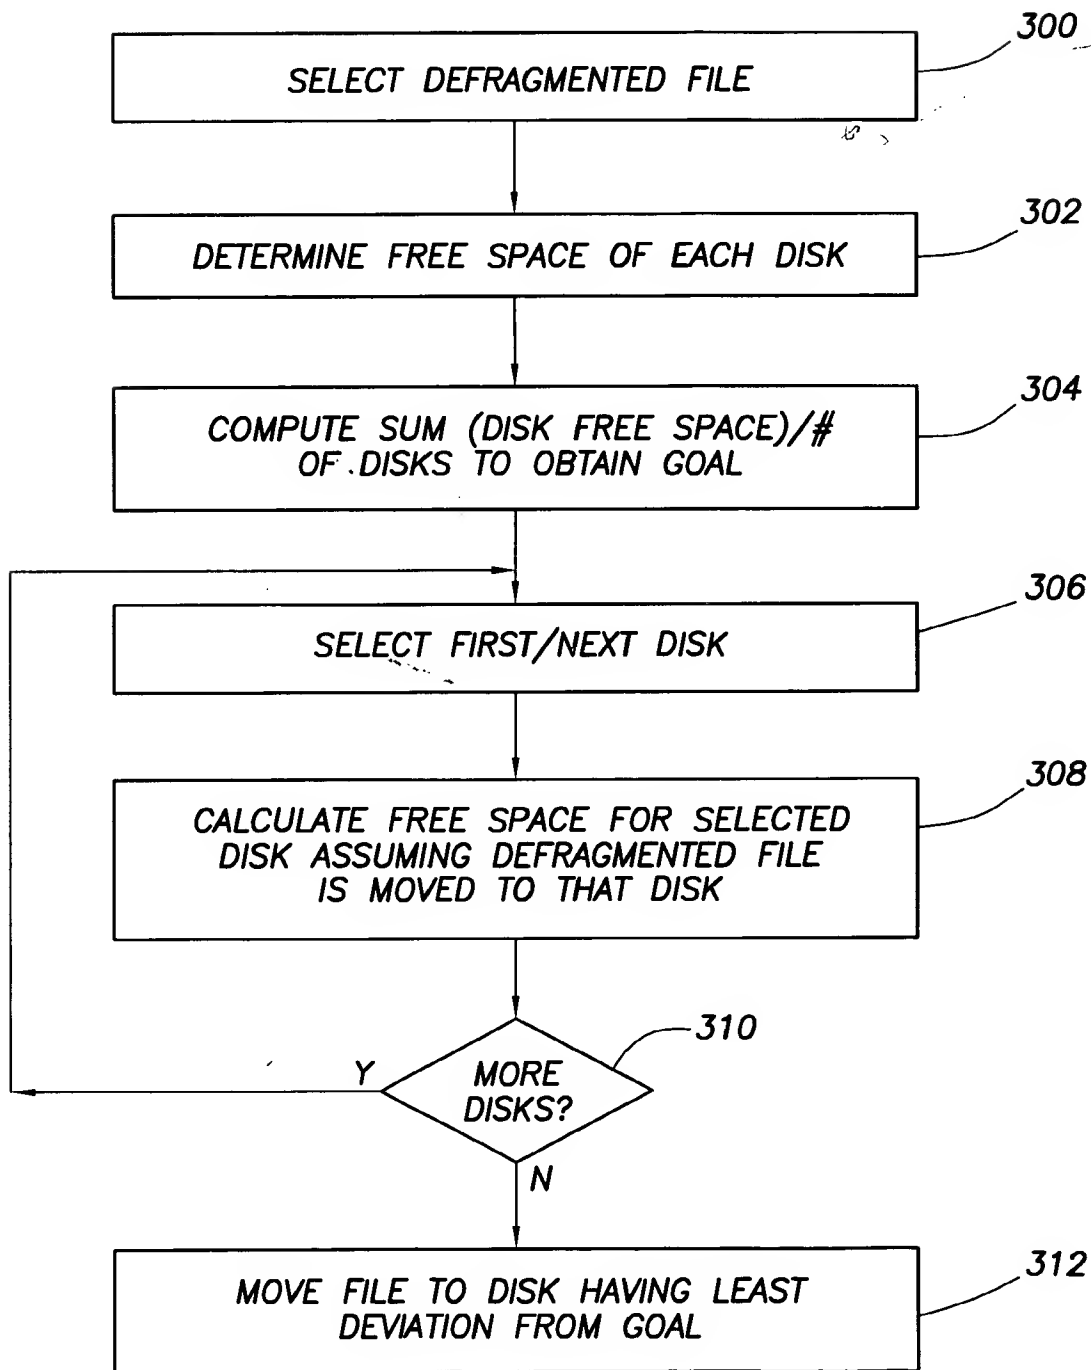 300
SELECT DEFRAGMENTED FILE
302
DETERMINE FREE SPACE OF EACH DISK
304
COMPUTE SUM (DISK FREE SPACE)/#
OF DISKS TO OBTAIN GOAL
306
SELECT FIRST/NEXT DISK
308
CALCULATE FREE SPACE FOR SELECTED
DISK ASSUMING DEFRAGMENTED FILE
IS MOVED TO THAT DISK
310
Y
MORE
DISKS?
N
312
MOVE FILE TO DISK HAVING LEAST
DEVIATION FROM GOAL